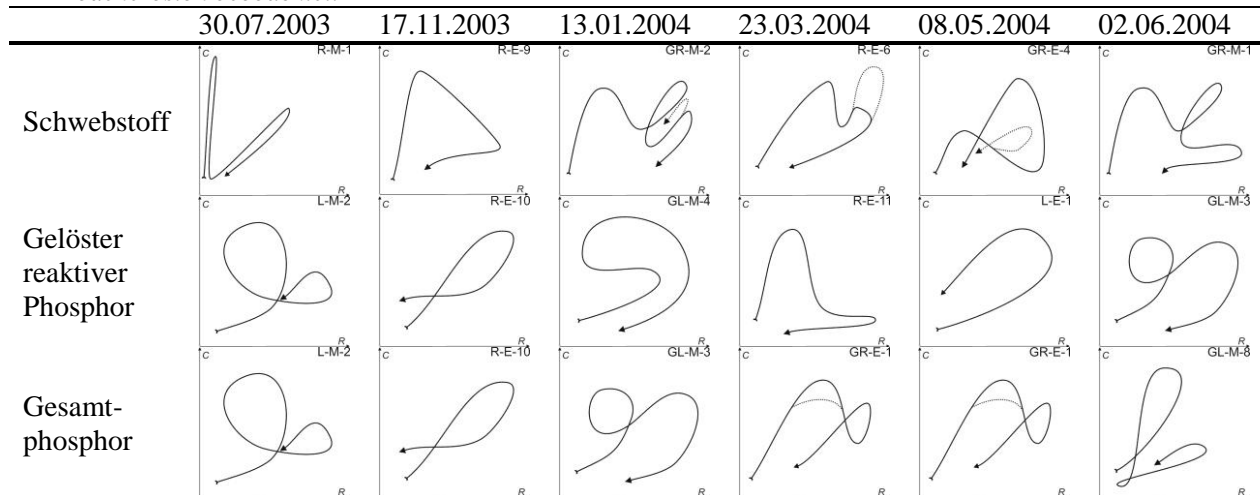 30.07.2003 17.11.2003 13.01.2004 23.03.2004 08.05.2004 02.06.2004
C R-M-1 C R-E-9 C GR-M-2 C R-E-6 C GR-E-4 C GR-M-1
Schwebstoff
R R R R R R
C L-M-2 C R-E-10 C GL-M-4 C R-E-11 C L-E-1 C GL-M-3
Gelöster
reaktiver
Phosphor
R R R R R R
C L-M-2 C R-E-10 C GL-M-3 C GR-E-1 C GR-E-1 C GL-M-8
Gesamt-
phosphor
R R R R R R